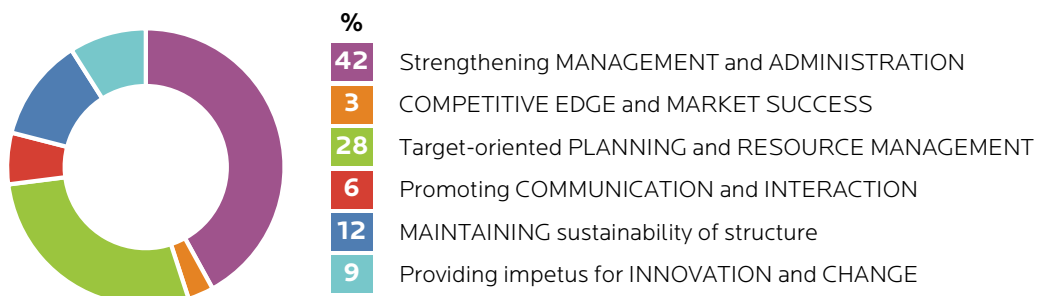 %
42 Strengthening MANAGEMENT and ADMINISTRATION
3 COMPETITIVE EDGE and MARKET SUCCESS
28 Target-oriented PLANNING and RESOURCE MANAGEMENT
6 Promoting COMMUNICATION and INTERACTION
12 MAINTAINING sustainability of structure
9 Providing impetus for INNOVATION and CHANGE